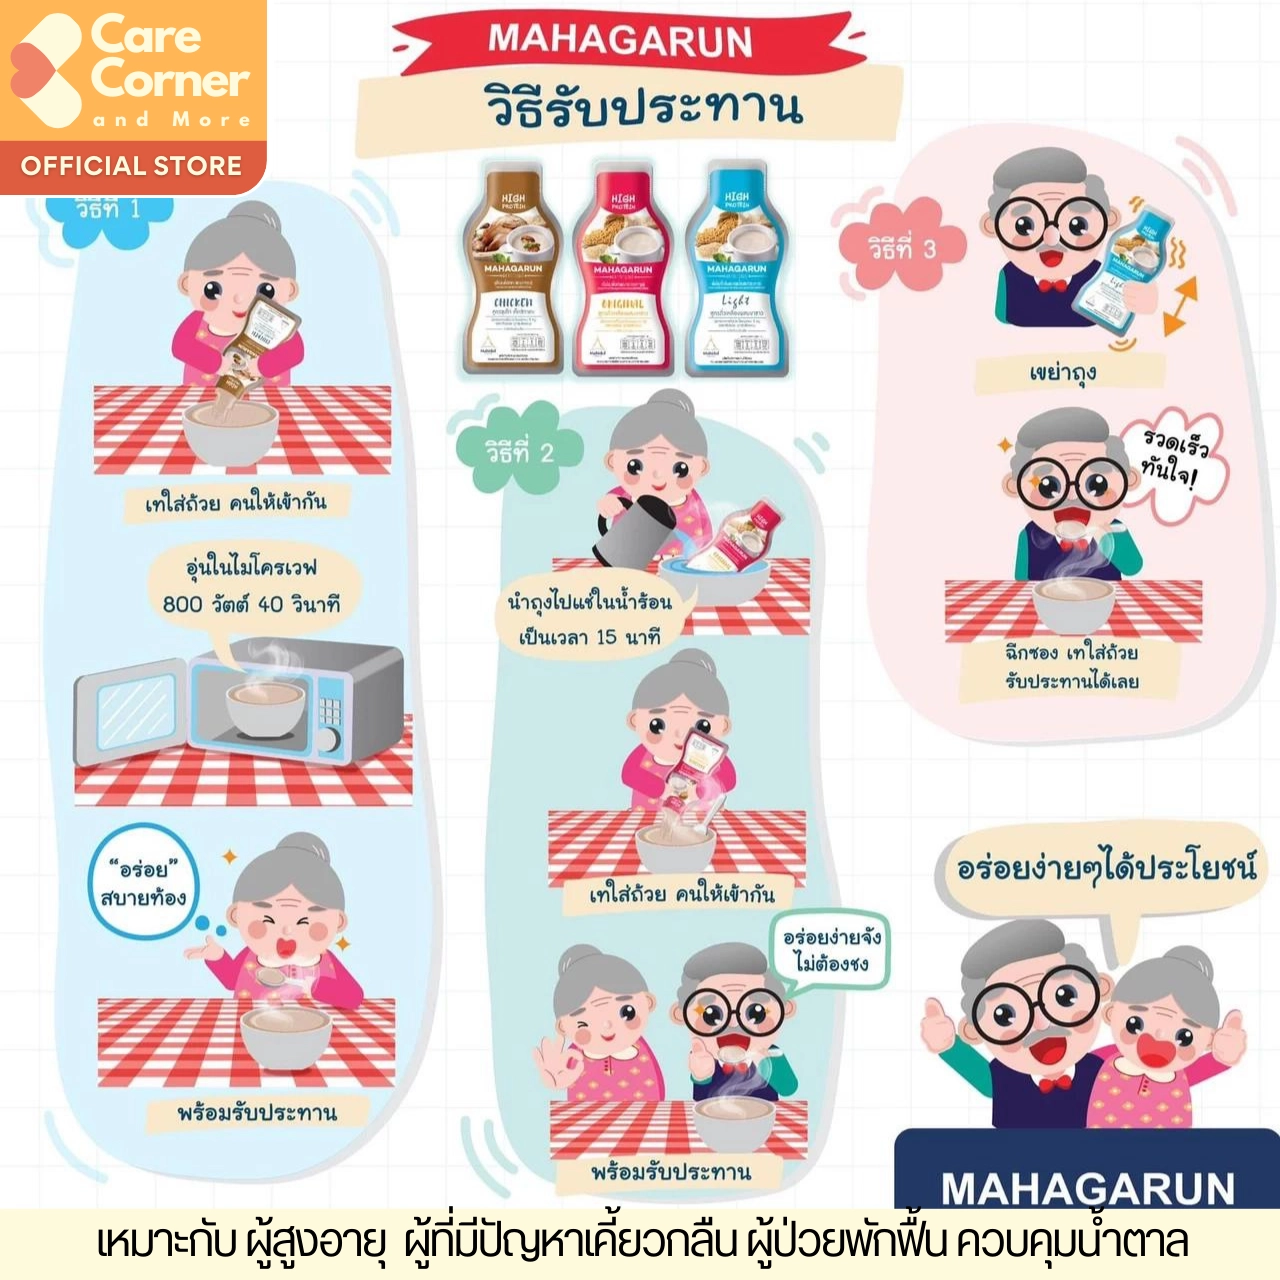 Care
Corner
and More
OFFICIAL STORE
MAHAGARUN
วิธีรับประทาน
HIGH
PROTEIN
MAHAGARUN
CHICKEN
HIGH
PROTEIN
MAHAGARUN
ORIGINAL
HIGH
PROTEIN
MAHAGARUN
Light
วิธีที่ 1
เทใส่ถ้วย คนให้เข้ากัน
อุ่นในไมโครเวฟ
800 วัตต์ 40 วินาที
“อร่อย”
สบายท้อง
พร้อมรับประทาน
วิธีที่ 2
นำถุงไปแช่ในน้ำร้อน
เป็นเวลา 15 นาที
เทใส่ถ้วย คนให้เข้ากัน
อร่อยง่ายจัง
ไม่ต้องชง
พร้อมรับประทาน
วิธีที่ 3
HIGH
PROTEIN
MAHAGARUN
Light
เขย่าถุง
รวดเร็ว
ทันใจ!
ฉีกซอง เทใส่ถ้วย
รับประทานได้เลย
อร่อยง่ายๆได้ประโยชน์
MAHAGARUN
เหมาะกับ ผู้สูงอายุ ผู้ที่มีปัญหาเคี้ยวกลืน ผู้ป่วยพักฟื้น ควบคุมน้ำตาล